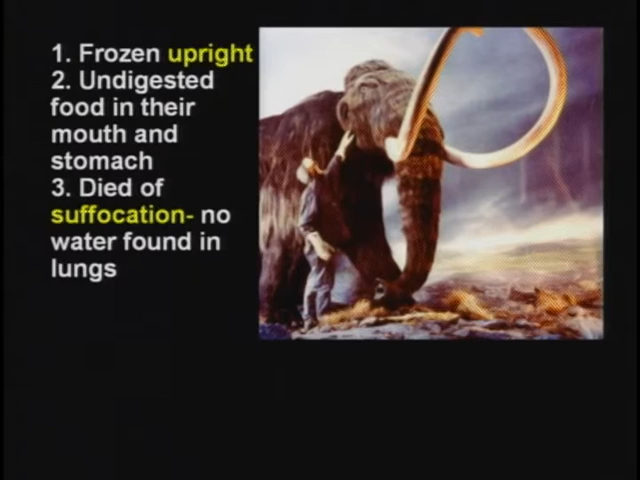 1. Frozen upright
2. Undigested
food in their
mouth and
stomach
3. Died of
suffocation- no
water found in
lungs